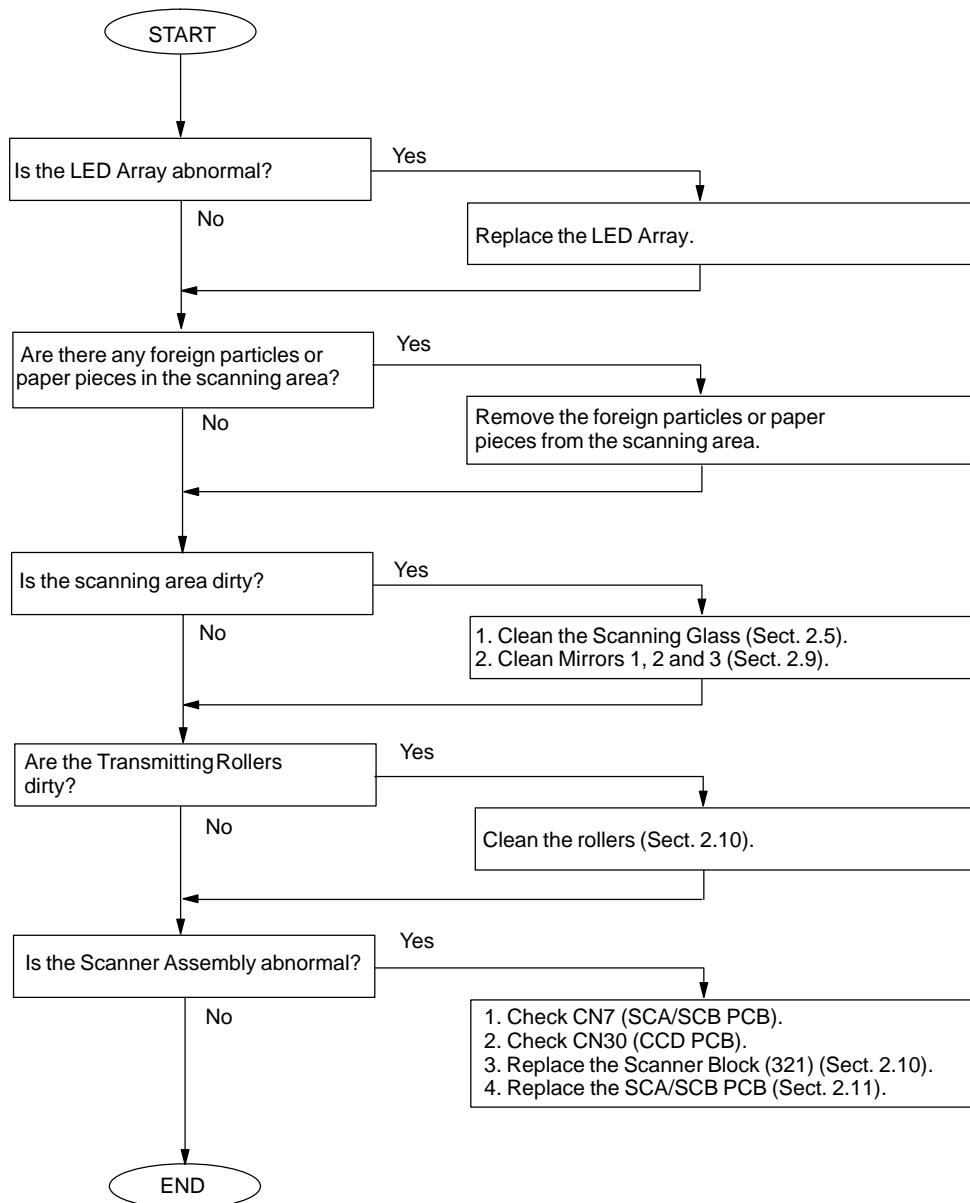 START
Is the LED Array abnormal?
Yes
No
Replace the LED Array.
Are there any foreign particles or
paper pieces in the scanning area?
Yes
No
Remove the foreign particles or paper
pieces from the scanning area.
Is the scanning area dirty?
Yes
No
1. Clean the Scanning Glass (Sect. 2.5).
2. Clean Mirrors 1, 2 and 3 (Sect. 2.9).
Are the Transmitting Rollers
dirty?
Yes
No
Clean the rollers (Sect. 2.10).
Is the Scanner Assembly abnormal?
Yes
No
1. Check CN7 (SCA/SCB PCB).
2. Check CN30 (CCD PCB).
3. Replace the Scanner Block (321) (Sect. 2.10).
4. Replace the SCA/SCB PCB (Sect. 2.11).
END